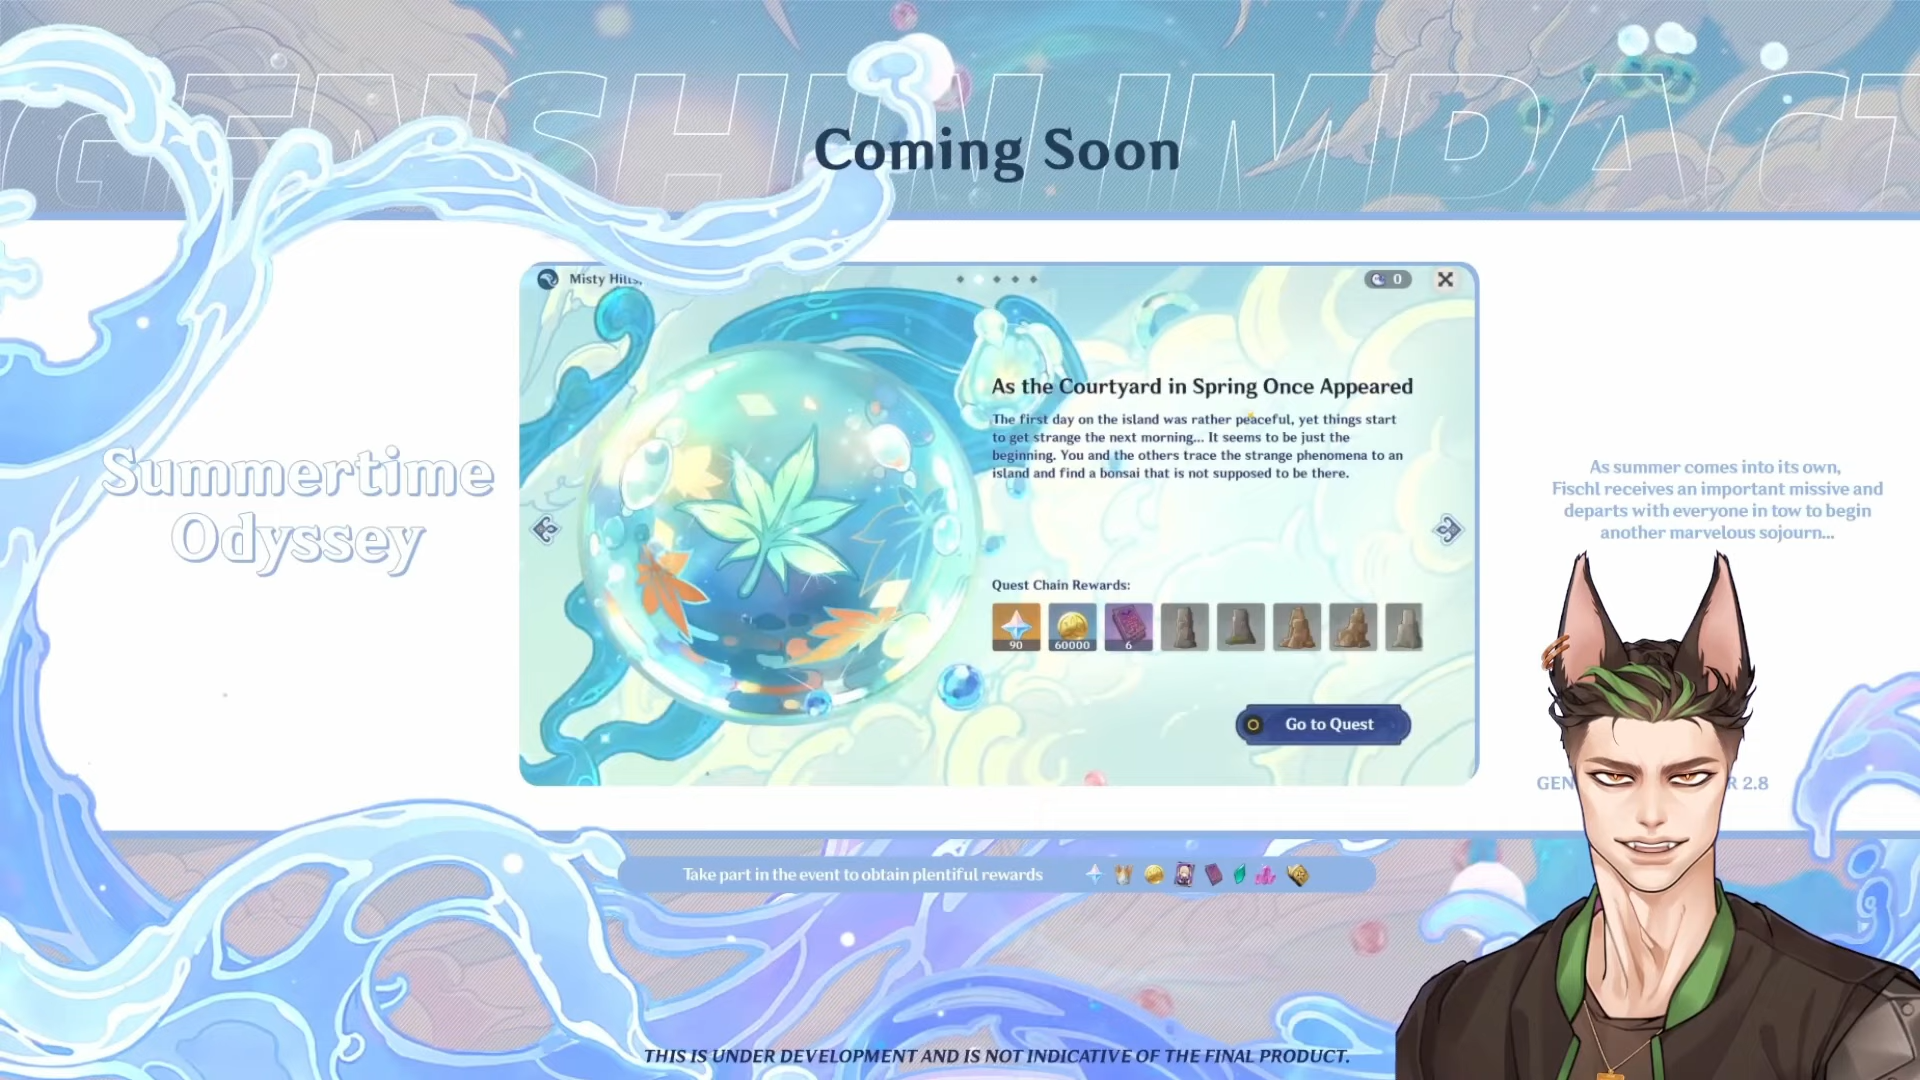 GENSHIN IMPACT
Coming Soon
Misty Hills,
0
As the Courtyard in Spring Once Appeared
The first day on the island was rather peaceful, yet things start
to get strange the next morning... It seems to be just the
beginning. You and the others trace the strange phenomena to an
island and find a bonsai that is not supposed to be there.
Summertime
Odyssey
As summer comes into its own,
Fischl receives an important missive and
departs with everyone in tow to begin
another marvelous sojourn...
Quest Chain Rewards:
90
60000
6
Go to Quest
2.8
Take part in the event to obtain plentiful rewards
THIS IS UNDER DEVELOPMENT AND IS NOT INDICATIVE OF THE FINAL PRODUCT.